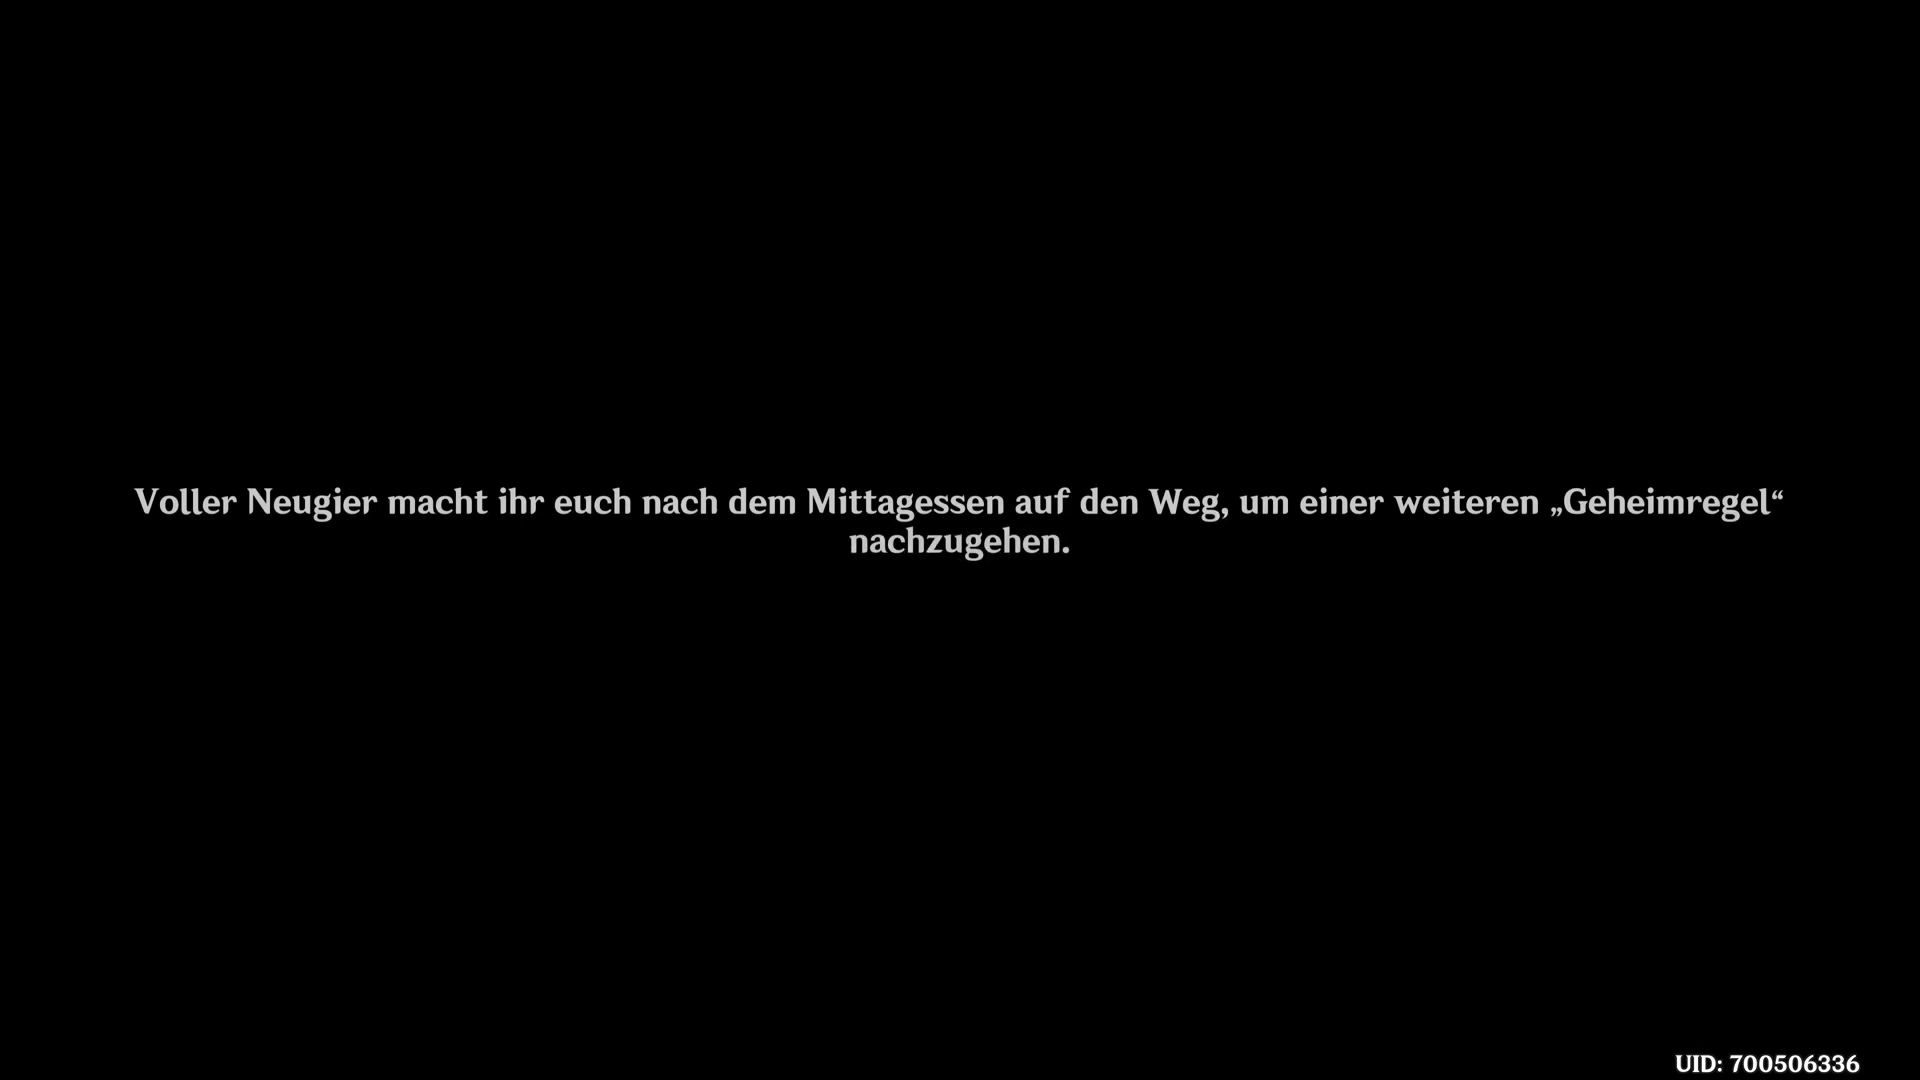 Voller Neugier macht ihr euch nach dem Mittagessen auf den Weg, um einer weiteren „Geheimregel“
nachzugehen.
UID: 700506336